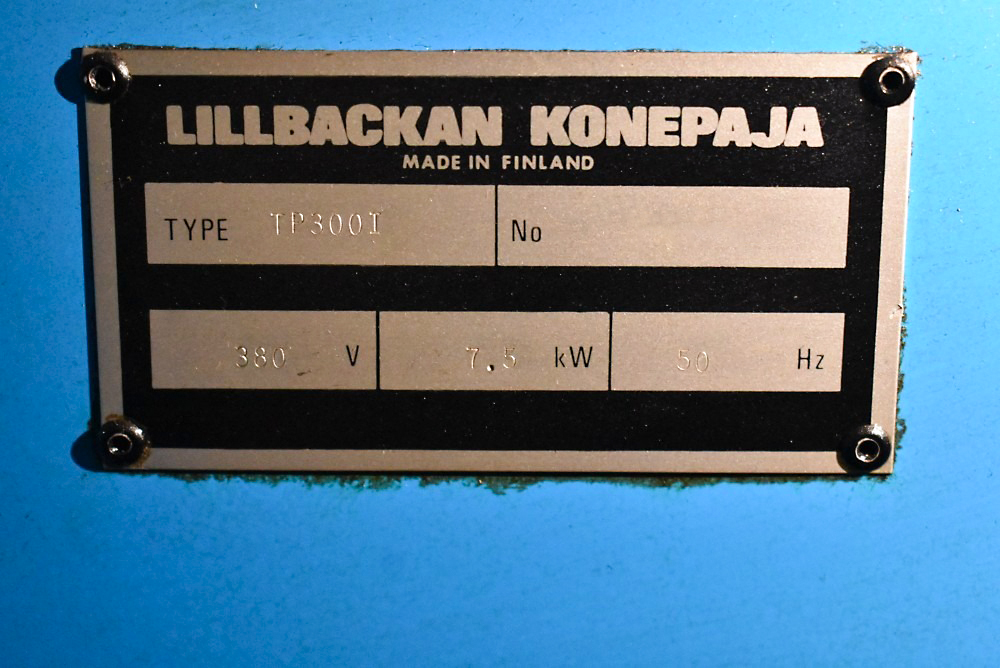 LILLBACKAN KONEPAJA
MADE IN FINLAND
TYPE TP300I No
380 V 7,5 kW 50 Hz